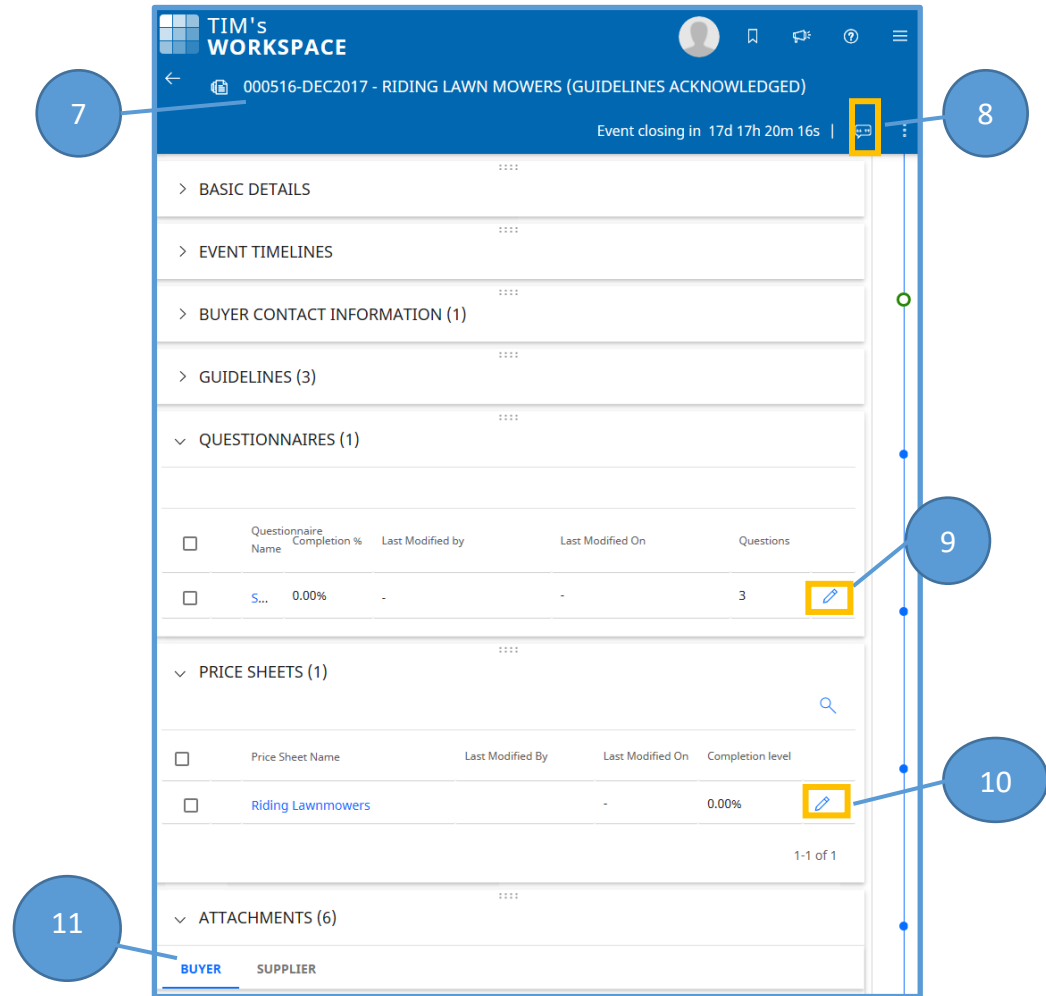 TIM's
WORKSPACE
7
000516-DEC2017 - RIDING LAWN MOWERS (GUIDELINES ACKNOWLEDGED)
8
Event closing in 17d 17h 20m 16s |
BASIC DETAILS
EVENT TIMELINES
BUYER CONTACT INFORMATION (1)
GUIDELINES (3)
QUESTIONNAIRES (1)
Questionnaire Name Completion % Last Modified by Last Modified On Questions
9
S... 0.00% - - 3
PRICE SHEETS (1)
Price Sheet Name Last Modified By Last Modified On Completion level
10
Riding Lawnmowers - 0.00%
1-1 of 1
11
ATTACHMENTS (6)
BUYER SUPPLIER